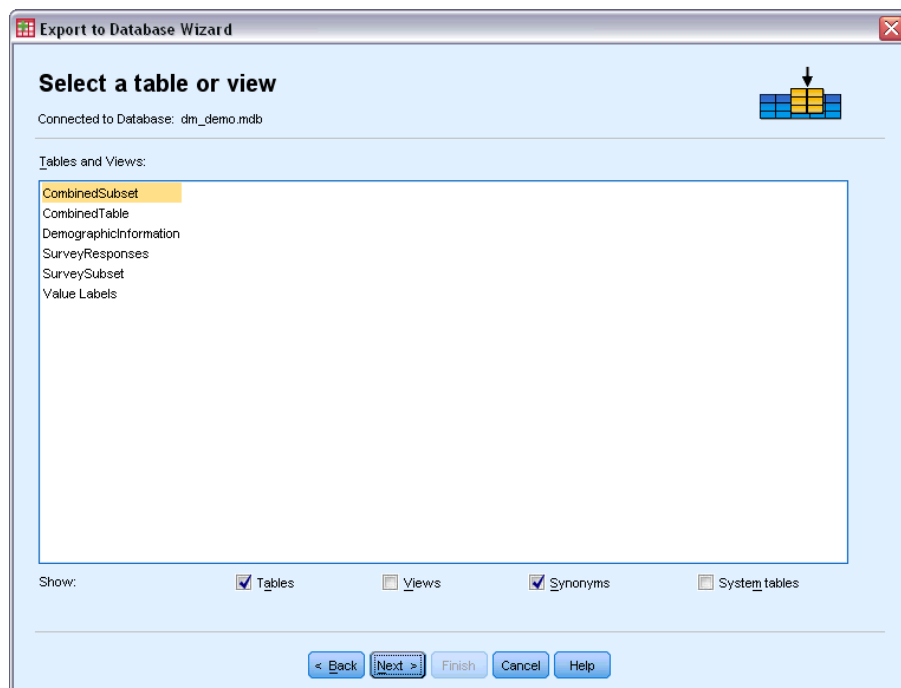 Export to Database Wizard
Select a table or view
Connected to Database: dm_demo.mdb
Tables and Views:
CombinedSubset
CombinedTable
DemographicInformation
SurveyResponses
SurveySubset
Value Labels
Show: Tables Views Synonyms System tables
< Back Next > Finish Cancel Help